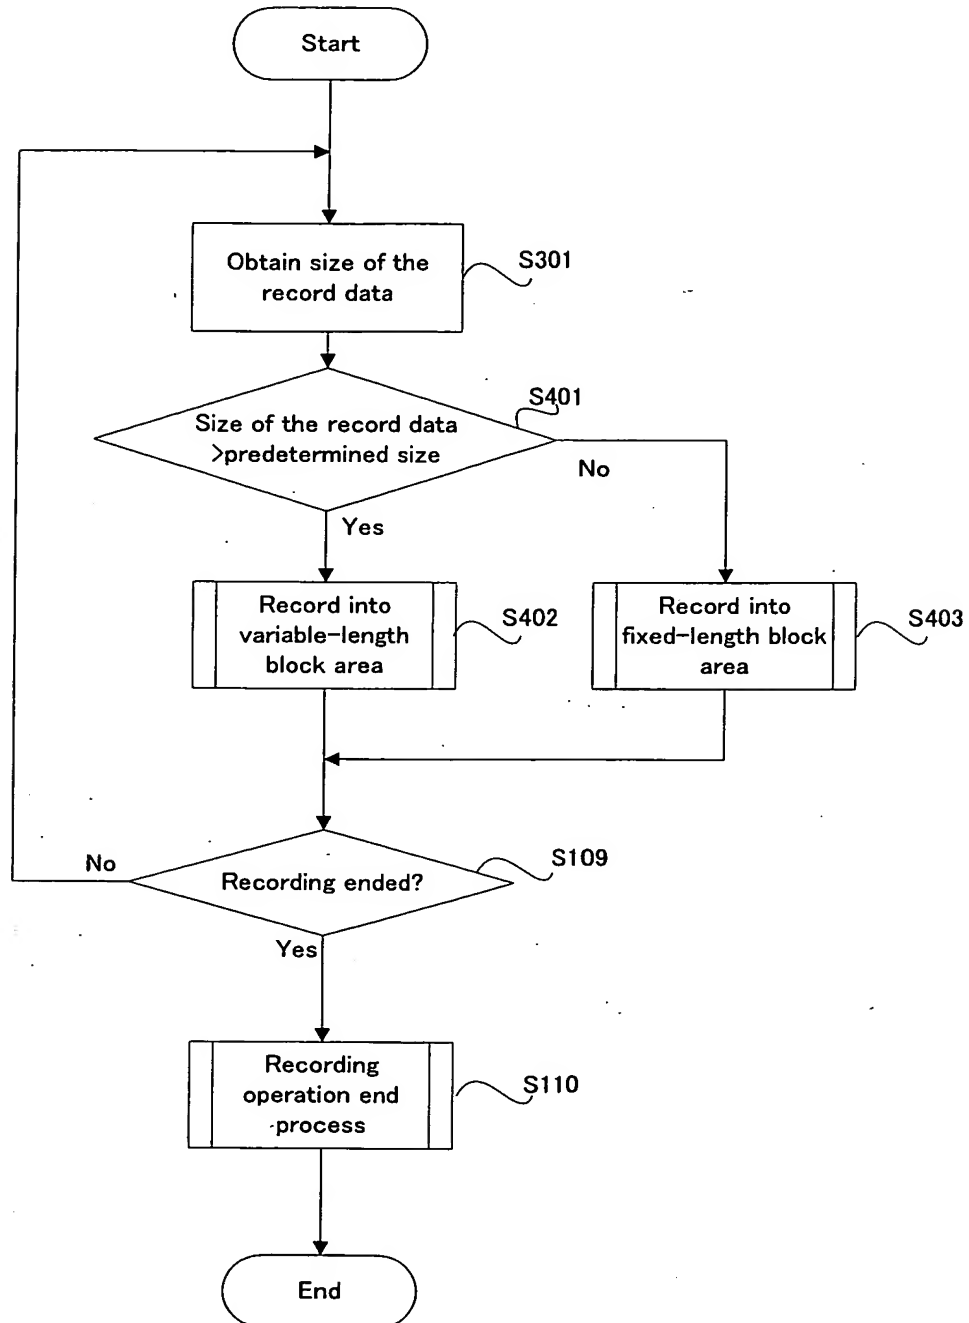 Start
Obtain size of the
record data
S301
Size of the record data
>predetermined size
S401
No
Yes
Record into
variable-length
block area
S402
Record into
fixed-length block
area
S403
No
Recording ended?
S109
Yes
Recording
operation end
process
S110
End